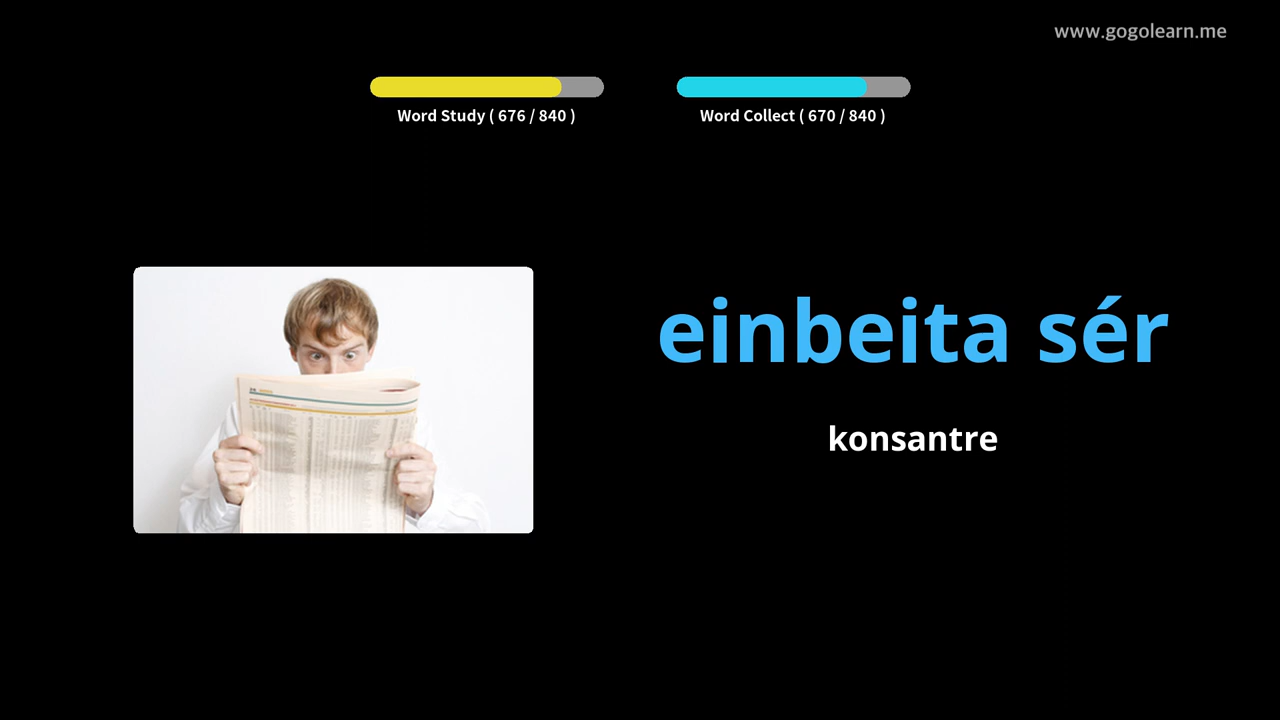 www.gogolearn.me
Word Study ( 676 / 840 )
Word Collect ( 670 / 840 )
einbeita sér
konsantre